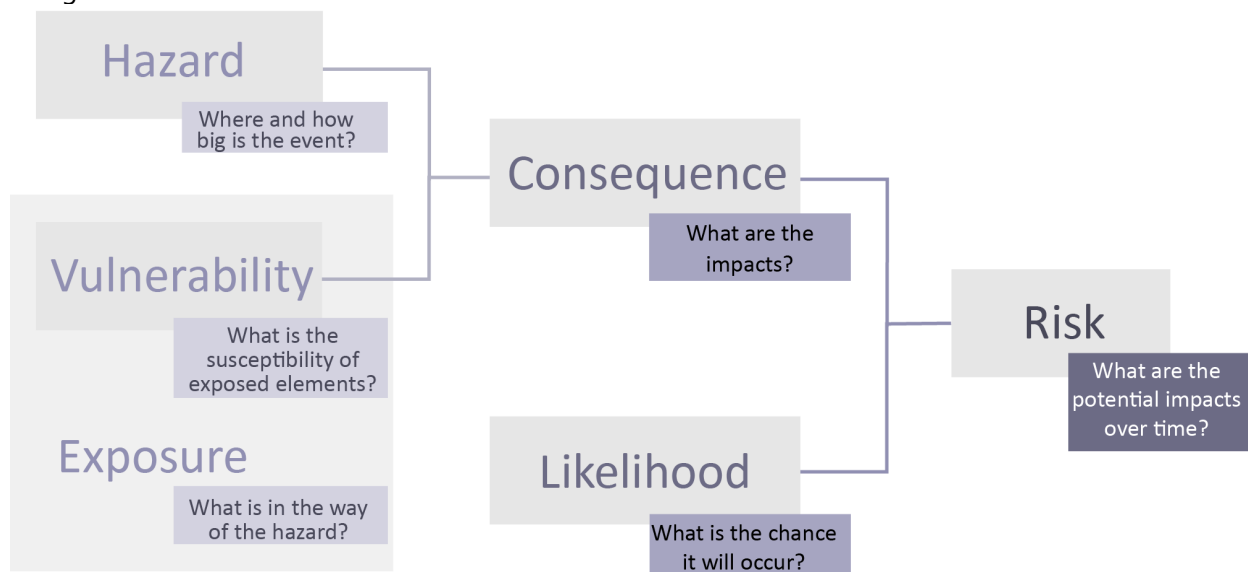 Hazard
Where and how
big is the event?
Vulnerability
What is the
susceptibility of
exposed elements?
Exposure
What is in the way
of the hazard?
Consequence
What are the
impacts?
Likelihood
What is the chance
it will occur?
Risk
What are the
potential impacts
over time?